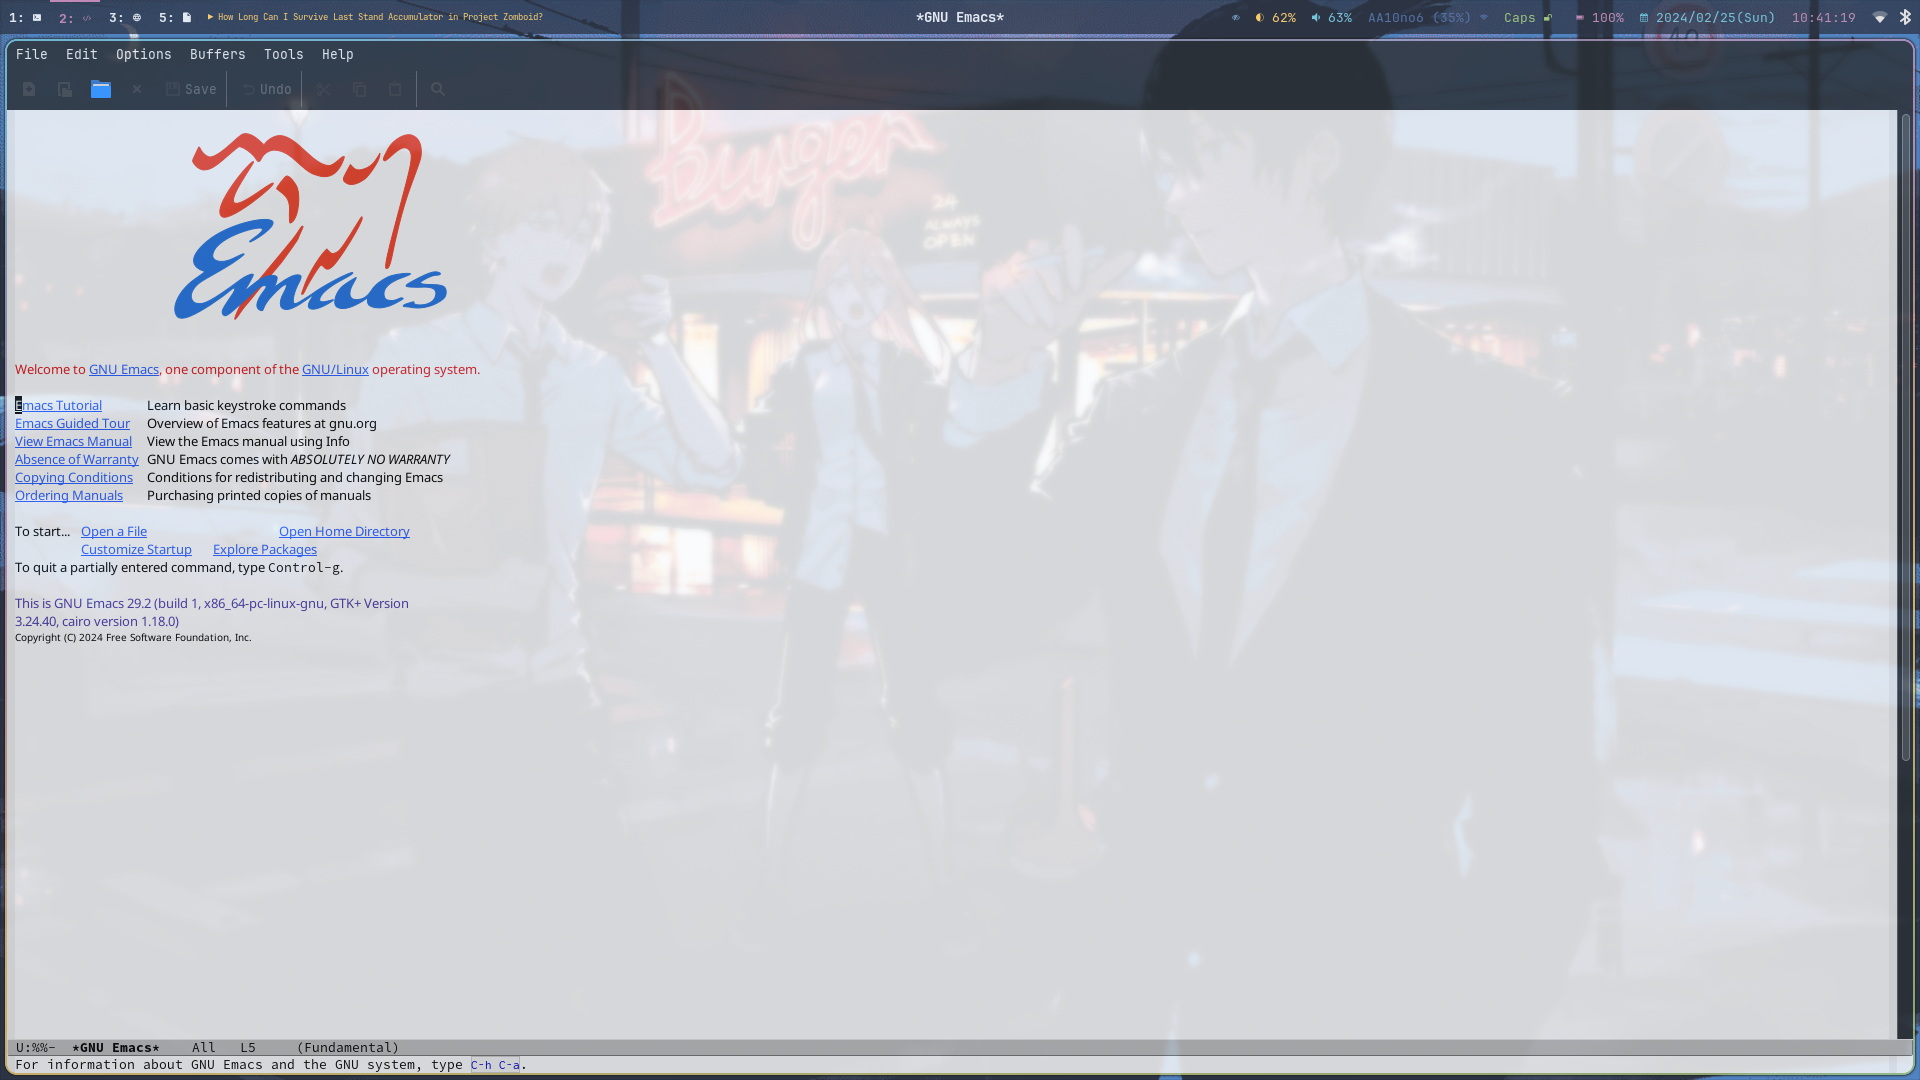 1: 2: 3: 5: How Long Can I Survive Last Stand Accumulator in Project Zomboid? *GNU Emacs* 62% 63% AA10no6 (35%) Caps 100% 2024/02/25(Sun) 10:41:19
File Edit Options Buffers Tools Help
Save Undo
Burger
24
ALWAYS
OPEN
40
Emacs
Welcome to GNU Emacs, one component of the GNU/Linux operating system.
Emacs Tutorial Learn basic keystroke commands
Emacs Guided Tour Overview of Emacs features at gnu.org
View Emacs Manual View the Emacs manual using Info
Absence of Warranty GNU Emacs comes with ABSOLUTELY NO WARRANTY
Copying Conditions Conditions for redistributing and changing Emacs
Ordering Manuals Purchasing printed copies of manuals
To start... Open a File Open Home Directory
Customize Startup Explore Packages
To quit a partially entered command, type Control-g.
This is GNU Emacs 29.2 (build 1, x86_64-pc-linux-gnu, GTK+ Version
3.24.40, cairo version 1.18.0)
Copyright (C) 2024 Free Software Foundation, Inc.
U:%%- *GNU Emacs* All L5 (Fundamental)
For information about GNU Emacs and the GNU system, type C-h C-a.